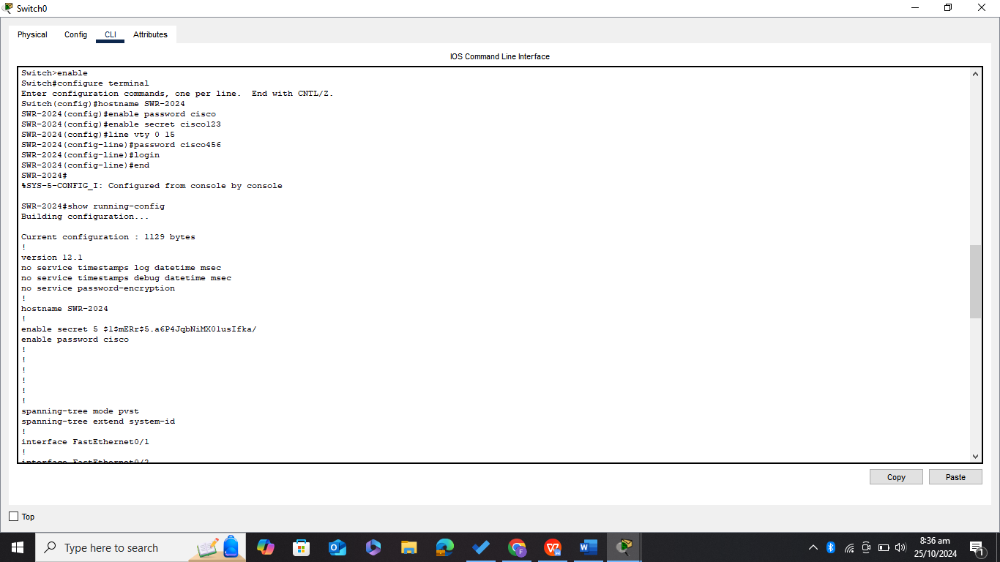 Switch0
Physical Config CLI Attributes
IOS Command Line Interface
Switch>enable
Switch#configure terminal
Enter configuration commands, one per line.  End with CNTL/Z.
Switch(config)#hostname SWR-2024
SWR-2024(config)#enable password cisco
SWR-2024(config)#enable secret cisco123
SWR-2024(config)#line vty 0 15
SWR-2024(config-line)#password cisco456
SWR-2024(config-line)#login
SWR-2024(config-line)#end
SWR-2024#
%SYS-5-CONFIG_I: Configured from console by console
SWR-2024#show running-config
Building configuration...
Current configuration : 1129 bytes
!
version 12.1
no service timestamps log datetime msec
no service timestamps debug datetime msec
no service password-encryption
!
hostname SWR-2024
!
enable secret 5 $1$mERr$5.a6P4JqbNiMX01usIfka/
enable password cisco
!
!
!
!
!
!
spanning-tree mode pvst
spanning-tree extend system-id
!
interface FastEthernet0/1
!
interface FastEthernet0/2
Copy Paste
Top
Type here to search
8:36 am
25/10/2024
1